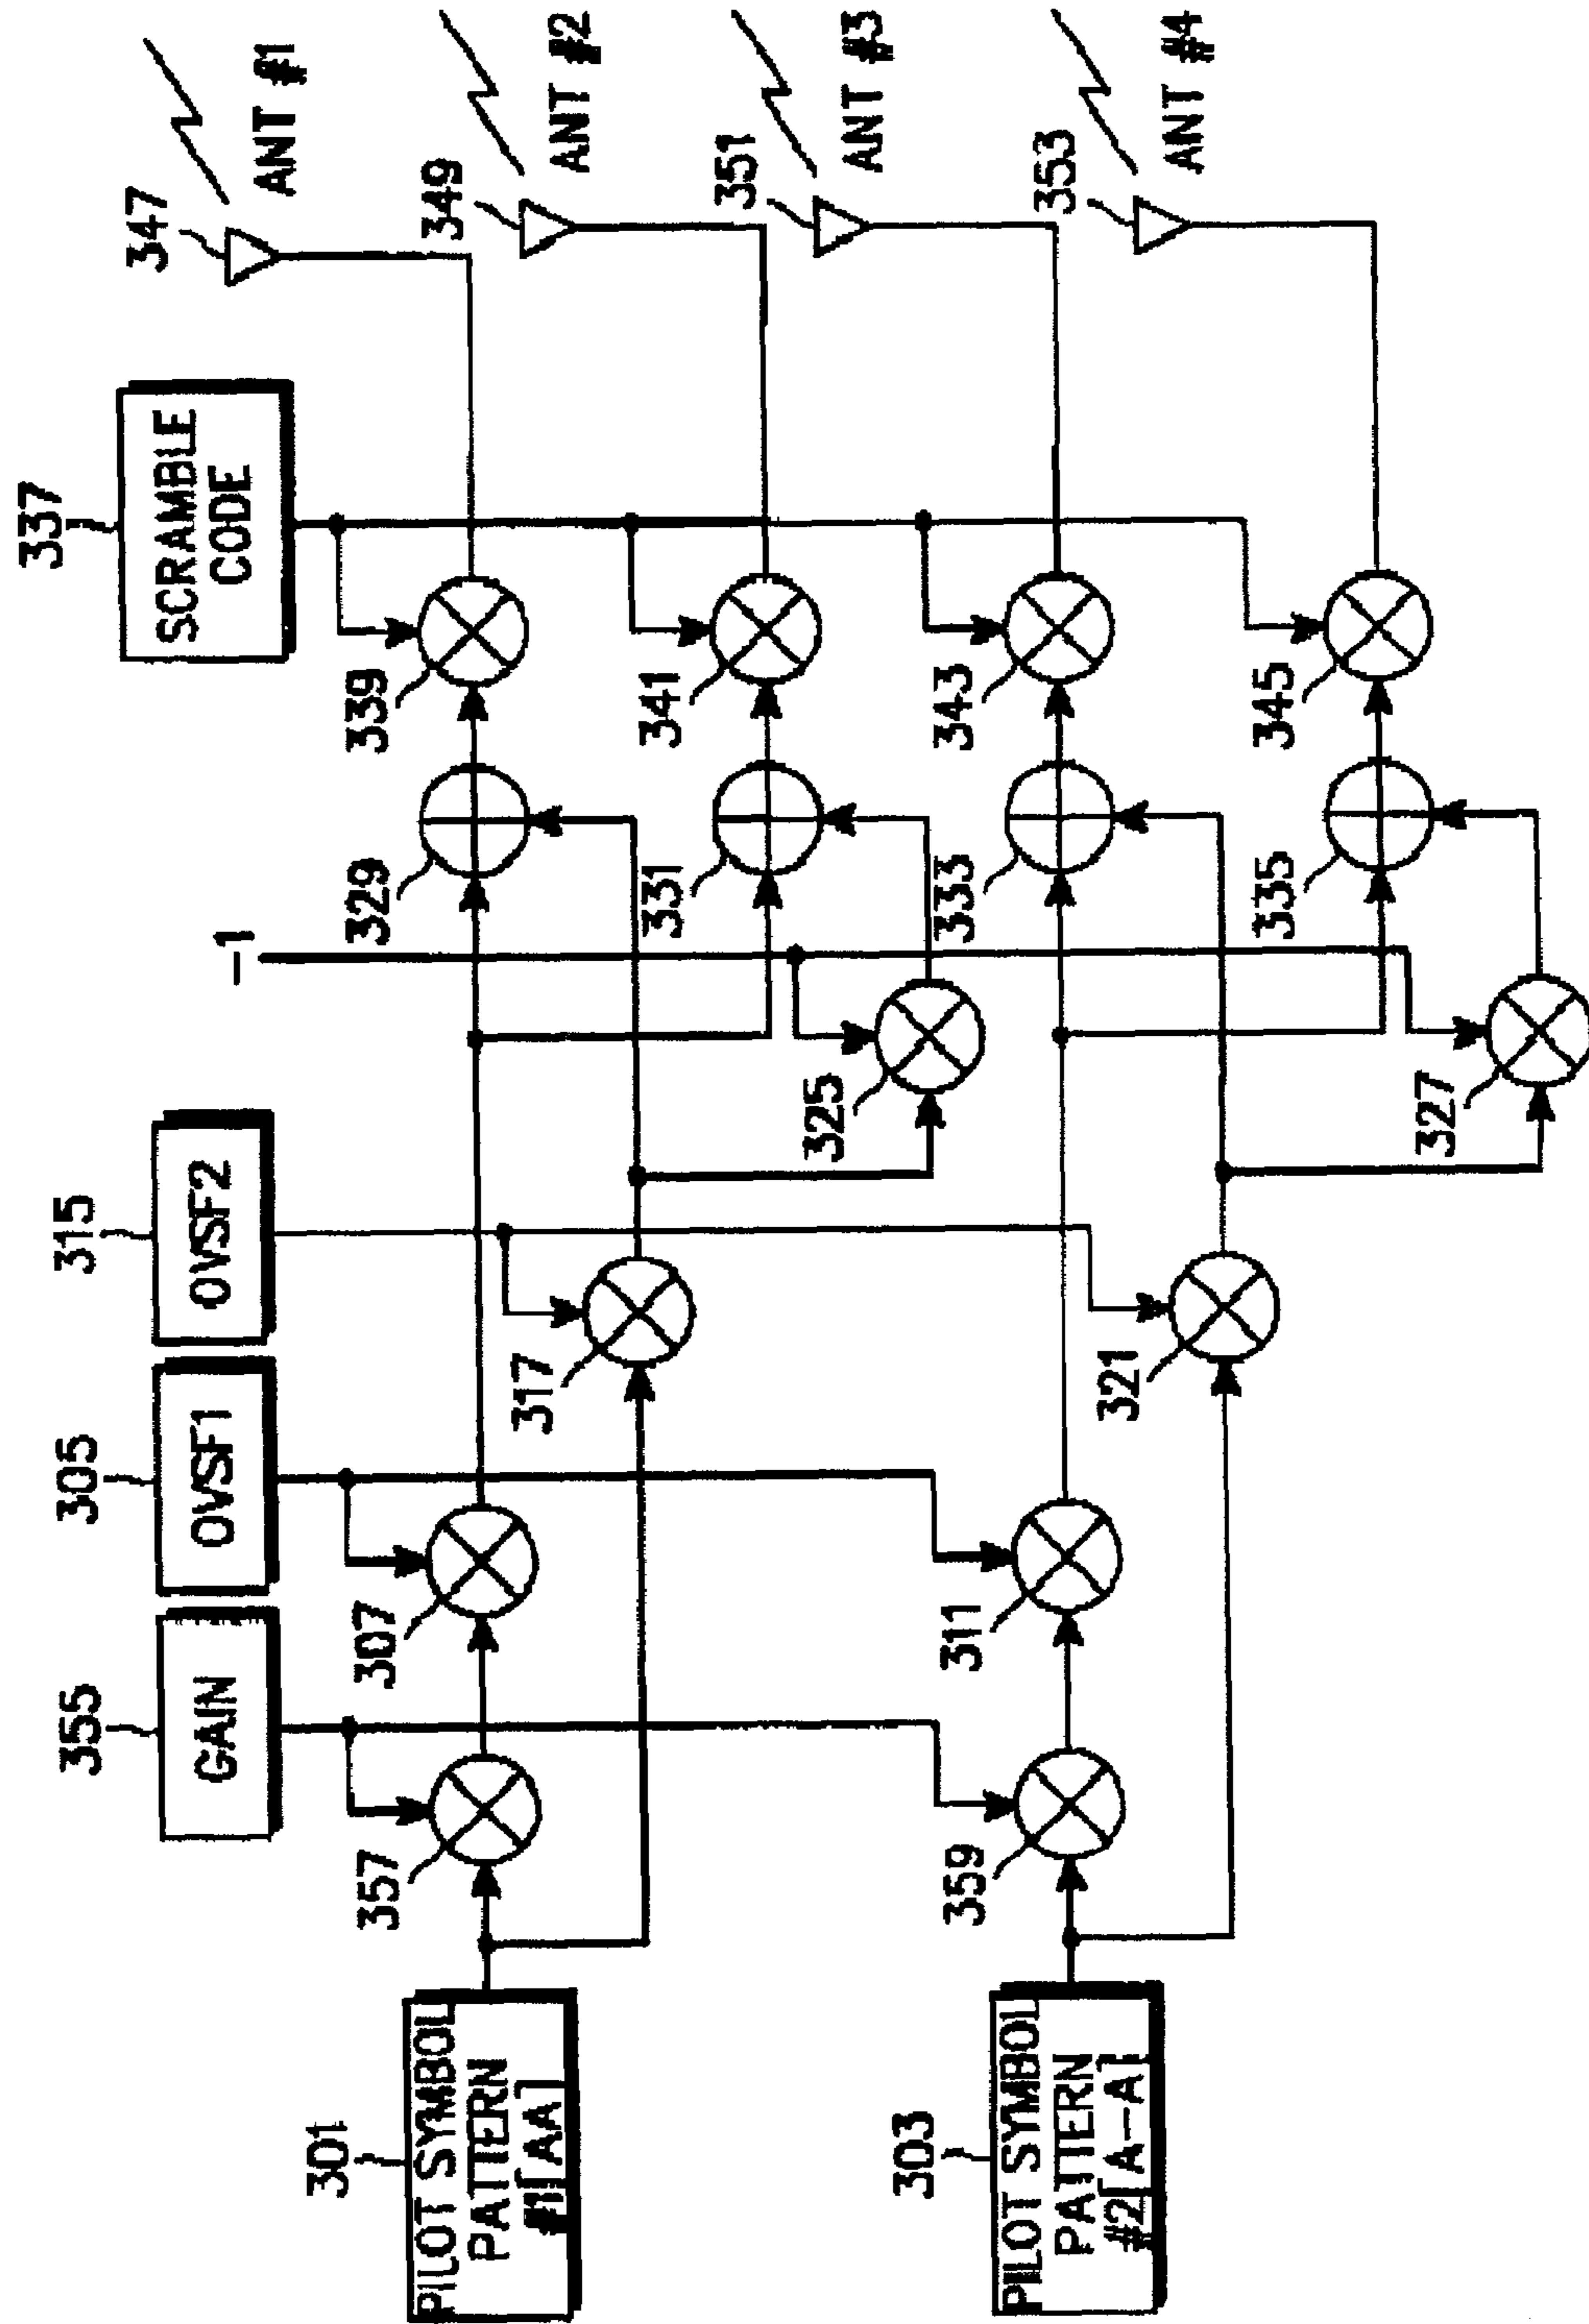 337
SCRAMBLE
CODE
315
OVSF2
305
OVSF1
355
GAIN
347
ANT #1
349
ANT #2
351
ANT #3
353
ANT #4
-1
301
PILOT SYMBOL
PATTERN
#1[AA]
357
307
329
339
317
331
341
325
303
PILOT SYMBOL
PATTERN
#2[A-A]
359
311
333
343
321
335
345
327